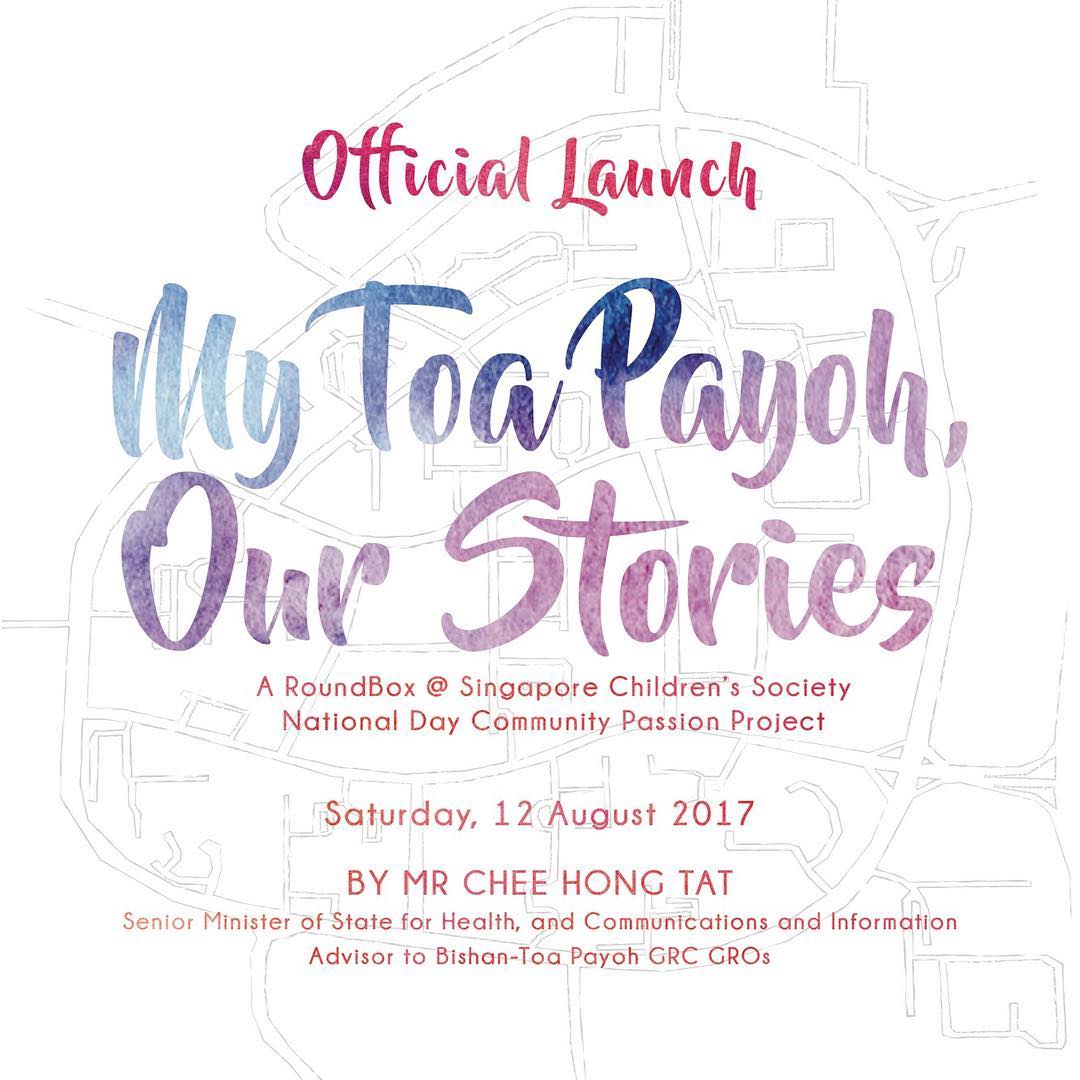 Official Launch
My Toa Payoh,
Our Stories
A RoundBox @ Singapore Children's Society
National Day Community Passion Project
Saturday, 12 August 2017
BY MR CHEE HONG TAT
Senior Minister of State for Health, and Communications and Information
Advisor to Bishan-Toa Payoh GRC GROs